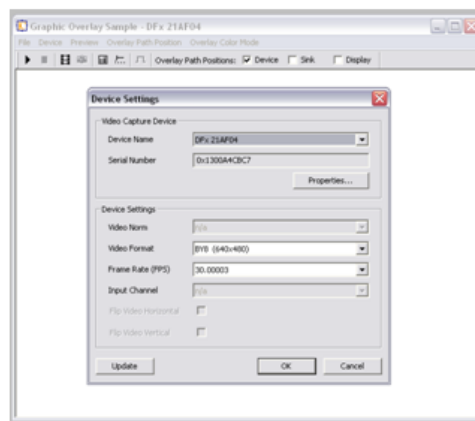 Graphic Overlay Sample - DFx 21AF04
File Device Preview Overlay Path Position Overlay Color Mode
Overlay Path Positions: Device Sink Display
Device Settings
Video Capture Device
Device Name DFx 21AF04
Serial Number 0x1300A4CBC7
Properties...
Device Settings
Video Norm n/a
Video Format BY8 (640x480)
Frame Rate (FPS) 30.00003
Input Channel n/a
Flip Video Horizontal
Flip Video Vertical
Update OK Cancel